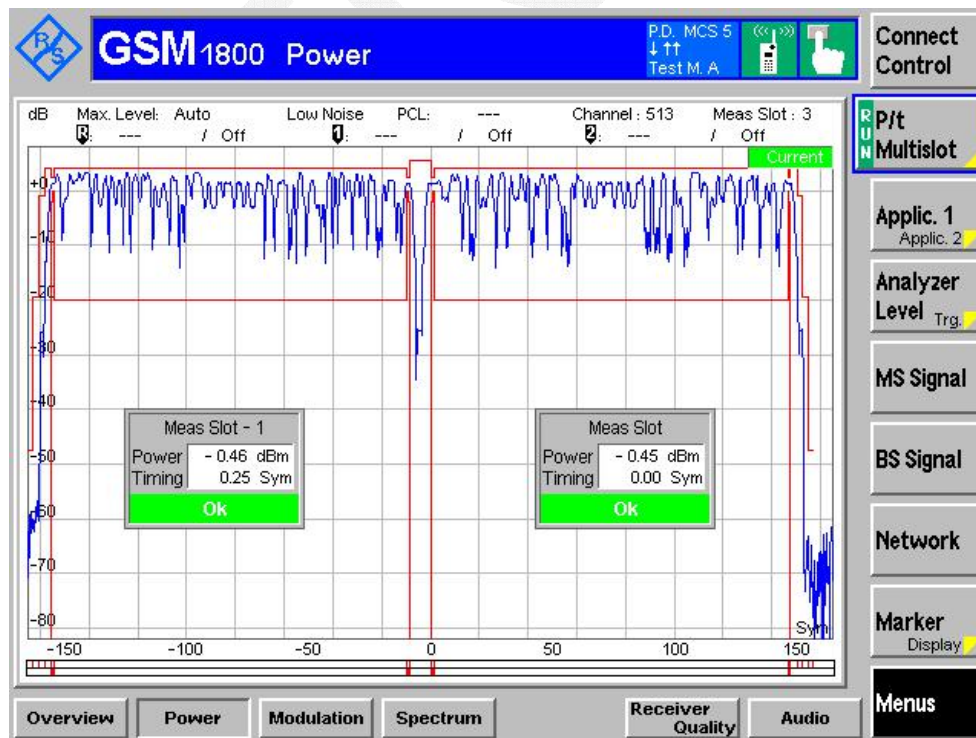 R/S
GSM 1800 Power
P.D. MCS 5
↓ ↑↑
Test M. A
Connect Control
dB Max. Level: Auto Low Noise PCL: --- Channel : 513 Meas Slot : 3
R: --- / Off 1: --- / Off 2: --- / Off
Current
+0
-10
-20
-30
-40
-50
-60
-70
-80
Meas Slot - 1
Power - 0.46 dBm
Timing 0.25 Sym
Ok
Meas Slot
Power - 0.45 dBm
Timing 0.00 Sym
Ok
Sym
-150 -100 -50 0 50 100 150
RUN
P/t Multislot
Applic. 1
Applic. 2
Analyzer Level Trg.
MS Signal
BS Signal
Network
Marker
Display
Menus
Overview Power Modulation Spectrum Receiver Quality Audio